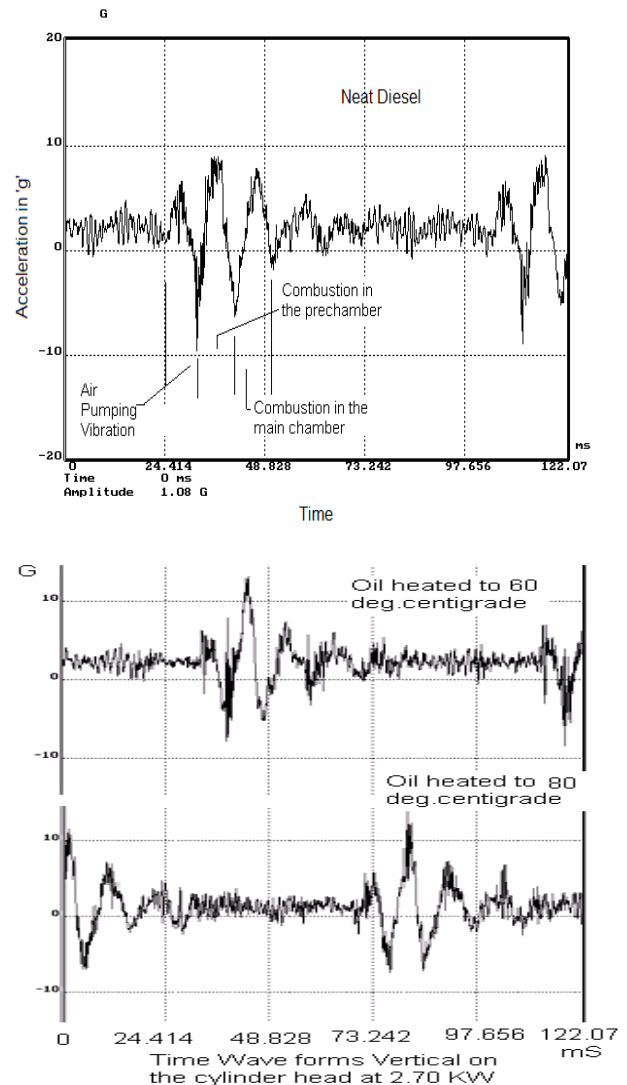 G
20
Neat Diesel
10
Acceleration in 'g'
0
Combustion in
the prechamber
-10
Air
Pumping
Vibration
Combustion in the
main chamber
-20
ms
0 24.414 48.828 73.242 97.656 122.07
Time 0 ms
Amplitude 1.08 G
Time
G
Oil heated to 60
deg.centigrade
10
0
-10
Oil heated to 80
deg.centigrade
10
0
-10
0 24.414 48.828 73.242 97.656 122.07
mS
Time Wave forms Vertical on
the cylinder head at 2.70 KW